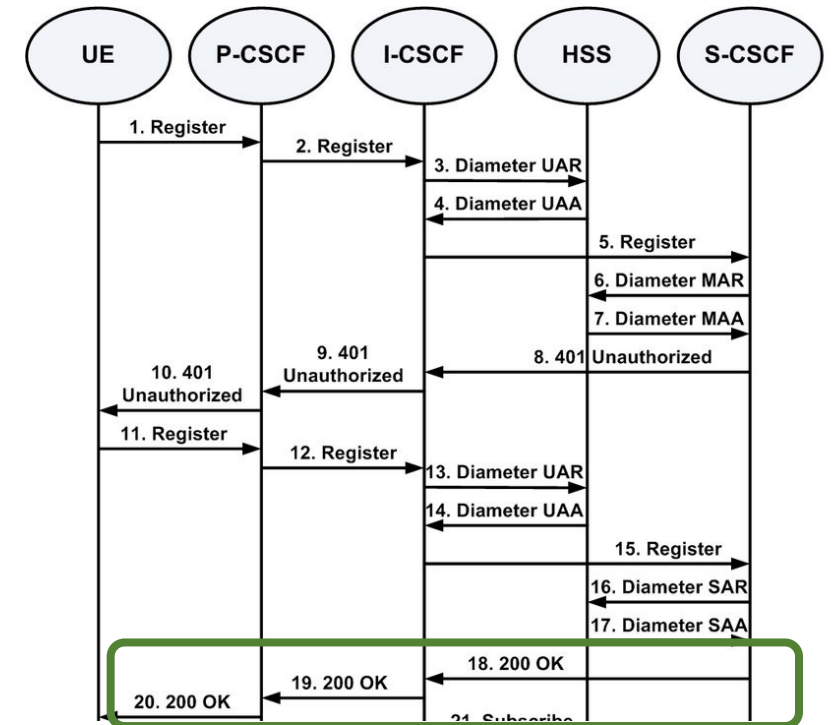 UE
P-CSCF
I-CSCF
HSS
S-CSCF
1. Register
2. Register
3. Diameter UAR
4. Diameter UAA
5. Register
6. Diameter MAR
7. Diameter MAA
8. 401 Unauthorized
9. 401
Unauthorized
10. 401
Unauthorized
11. Register
12. Register
13. Diameter UAR
14. Diameter UAA
15. Register
16. Diameter SAR
17. Diameter SAA
18. 200 OK
19. 200 OK
20. 200 OK
21. Subscribe